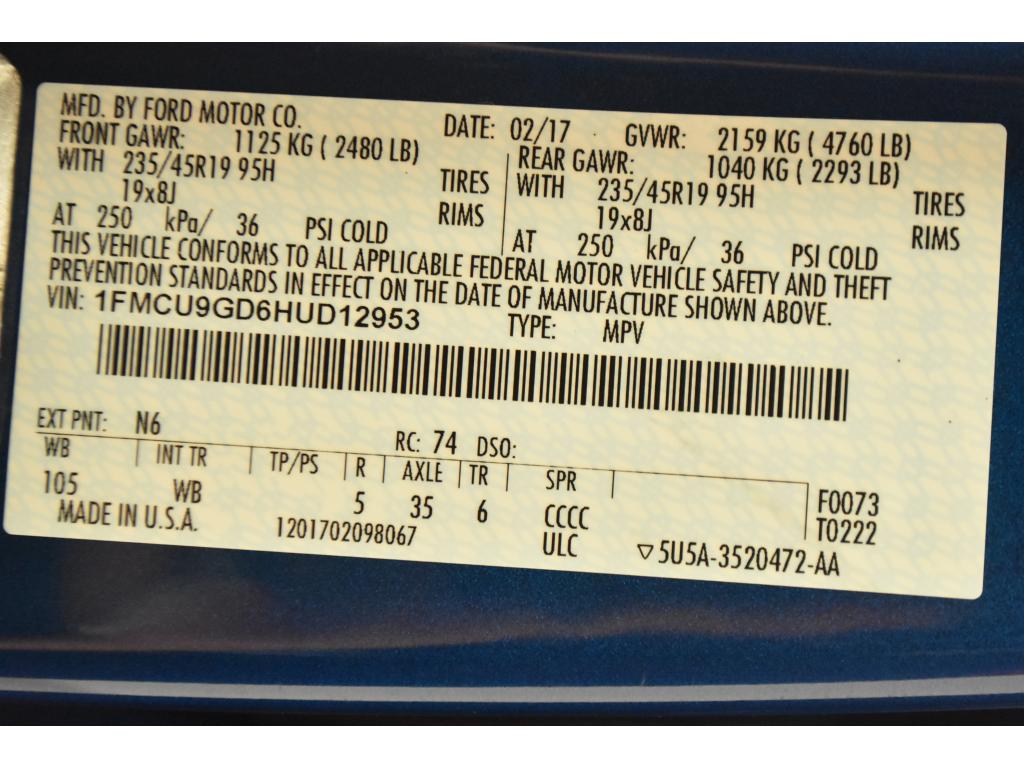 MFD. BY FORD MOTOR CO.
DATE: 02/17 GVWR: 2159 KG ( 4760 LB)
FRONT GAWR: 1125 KG ( 2480 LB)
REAR GAWR: 1040 KG ( 2293 LB)
WITH 235/45R19 95H TIRES
WITH 235/45R19 95H TIRES
19x8J RIMS
19x8J RIMS
AT 250 kPa/ 36 PSI COLD
AT 250 kPa/ 36 PSI COLD
THIS VEHICLE CONFORMS TO ALL APPLICABLE FEDERAL MOTOR VEHICLE SAFETY AND THEFT
PREVENTION STANDARDS IN EFFECT ON THE DATE OF MANUFACTURE SHOWN ABOVE.
VIN: 1FMCU9GD6HUD12953 TYPE: MPV
EXT PNT: N6 RC: 74 DSO:
WB INT TR TP/PS R AXLE TR SPR
105 WB 5 35 6 CCCC F0073
ULC T0222
MADE IN U.S.A. 1201702098067 ▽5U5A-3520472-AA